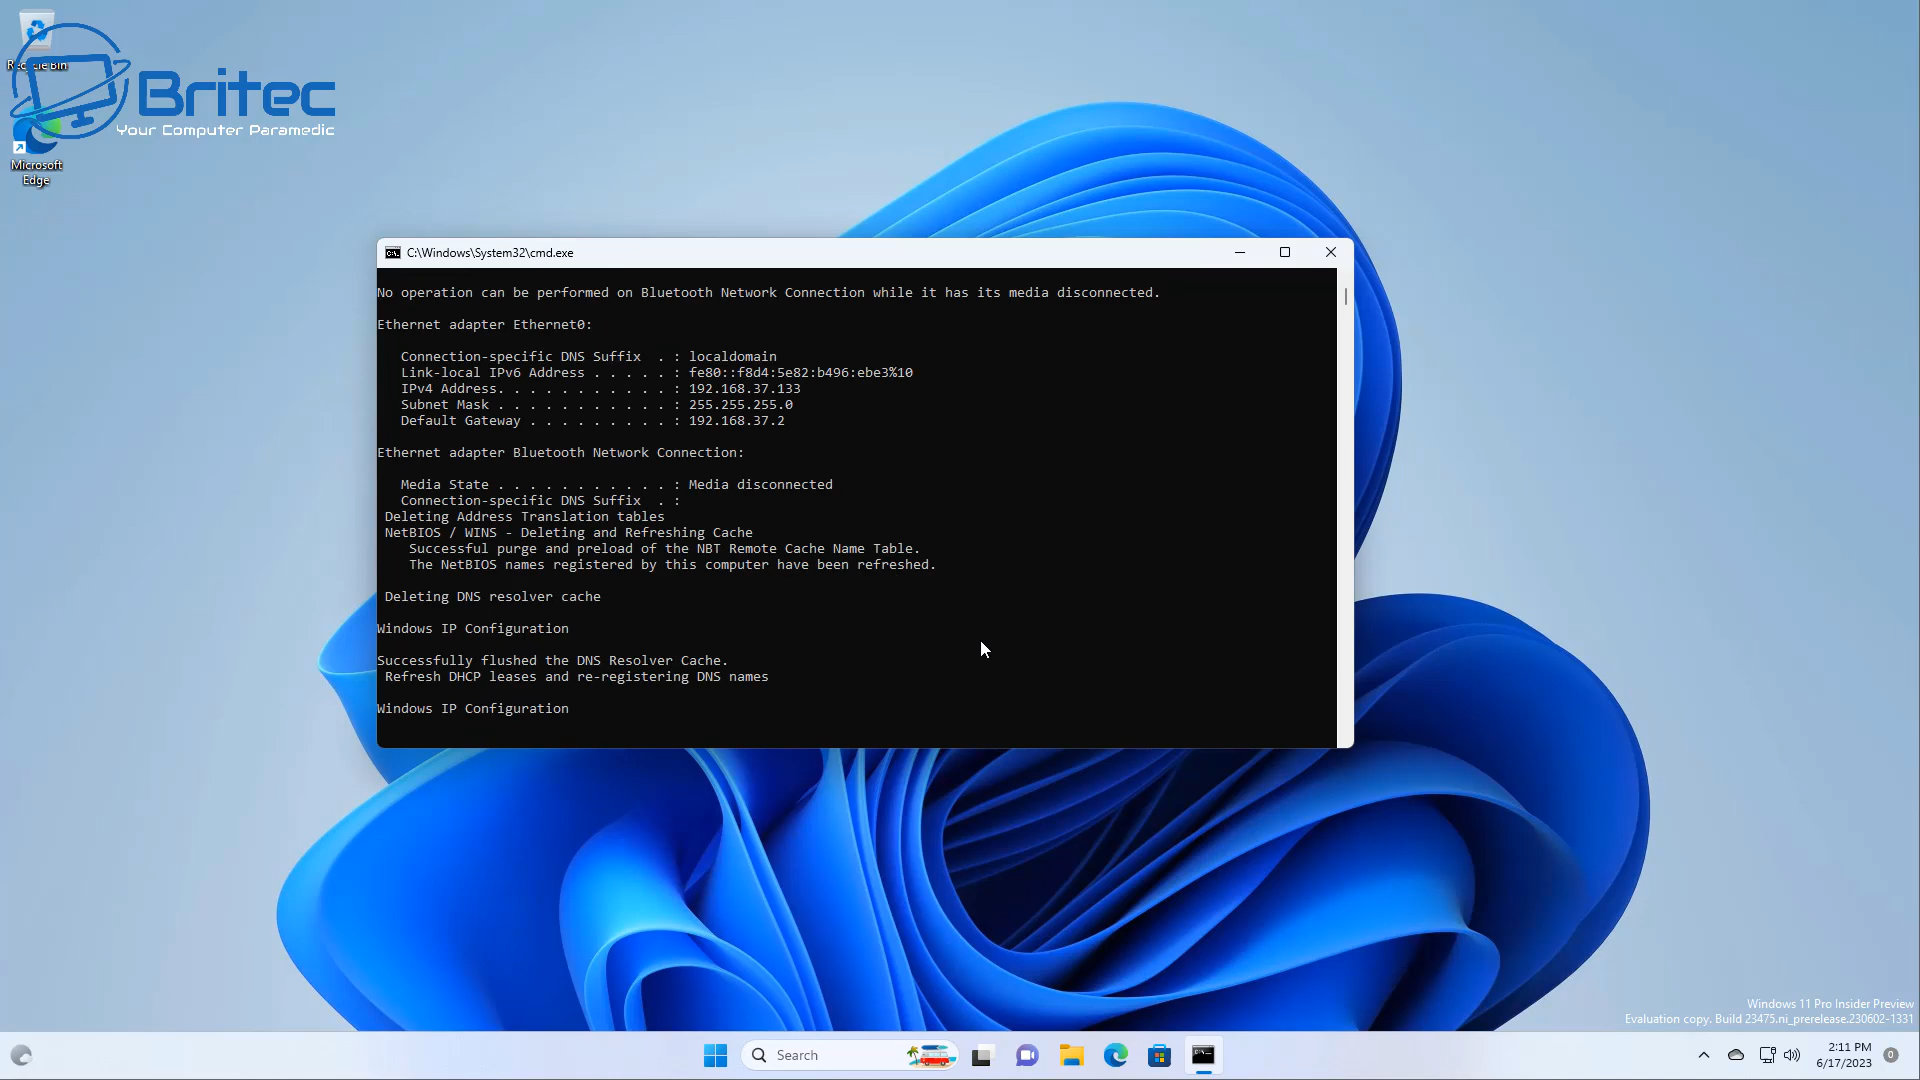 Recycle Bin
Britec
Your Computer Paramedic
Microsoft
Edge
C:\Windows\System32\cmd.exe
No operation can be performed on Bluetooth Network Connection while it has its media disconnected.
Ethernet adapter Ethernet0:
Connection-specific DNS Suffix  . : localdomain
Link-local IPv6 Address . . . . . : fe80::f8d4:5e82:b496:ebe3%10
IPv4 Address. . . . . . . . . . . : 192.168.37.133
Subnet Mask . . . . . . . . . . . : 255.255.255.0
Default Gateway . . . . . . . . . : 192.168.37.2
Ethernet adapter Bluetooth Network Connection:
Media State . . . . . . . . . . . : Media disconnected
Connection-specific DNS Suffix  . :
Deleting Address Translation tables
NetBIOS / WINS - Deleting and Refreshing Cache
Successful purge and preload of the NBT Remote Cache Name Table.
The NetBIOS names registered by this computer have been refreshed.
Deleting DNS resolver cache
Windows IP Configuration
Successfully flushed the DNS Resolver Cache.
Refresh DHCP leases and re-registering DNS names
Windows IP Configuration
Windows 11 Pro Insider Preview
Evaluation copy. Build 23475.ni_prerelease.230602-1331
Search
2:11 PM
6/17/2023
0